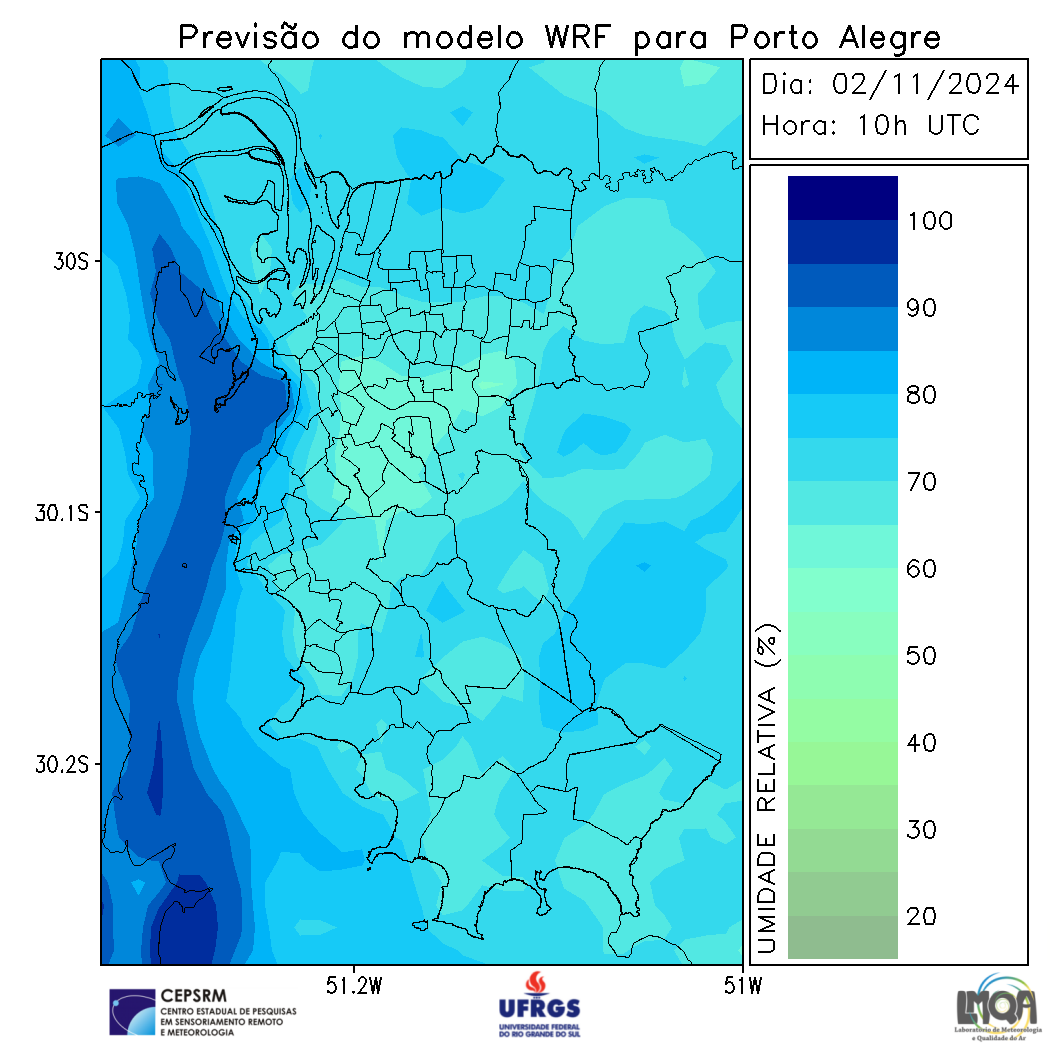 Previsão do modelo WRF para Porto Alegre
Dia: 02/11/2024
Hora: 10h UTC
30S
30.1S
30.2S
51.2W
51W
UMIDADE RELATIVA (%)
100
90
80
70
60
50
40
30
20
CEPSRM
CENTRO ESTADUAL DE PESQUISAS
EM SENSORIAMENTO REMOTO
E METEOROLOGIA
UFRGS
UNIVERSIDADE FEDERAL
DO RIO GRANDE DO SUL
LMQA
Laboratório de Meteorologia
e Qualidade do Ar